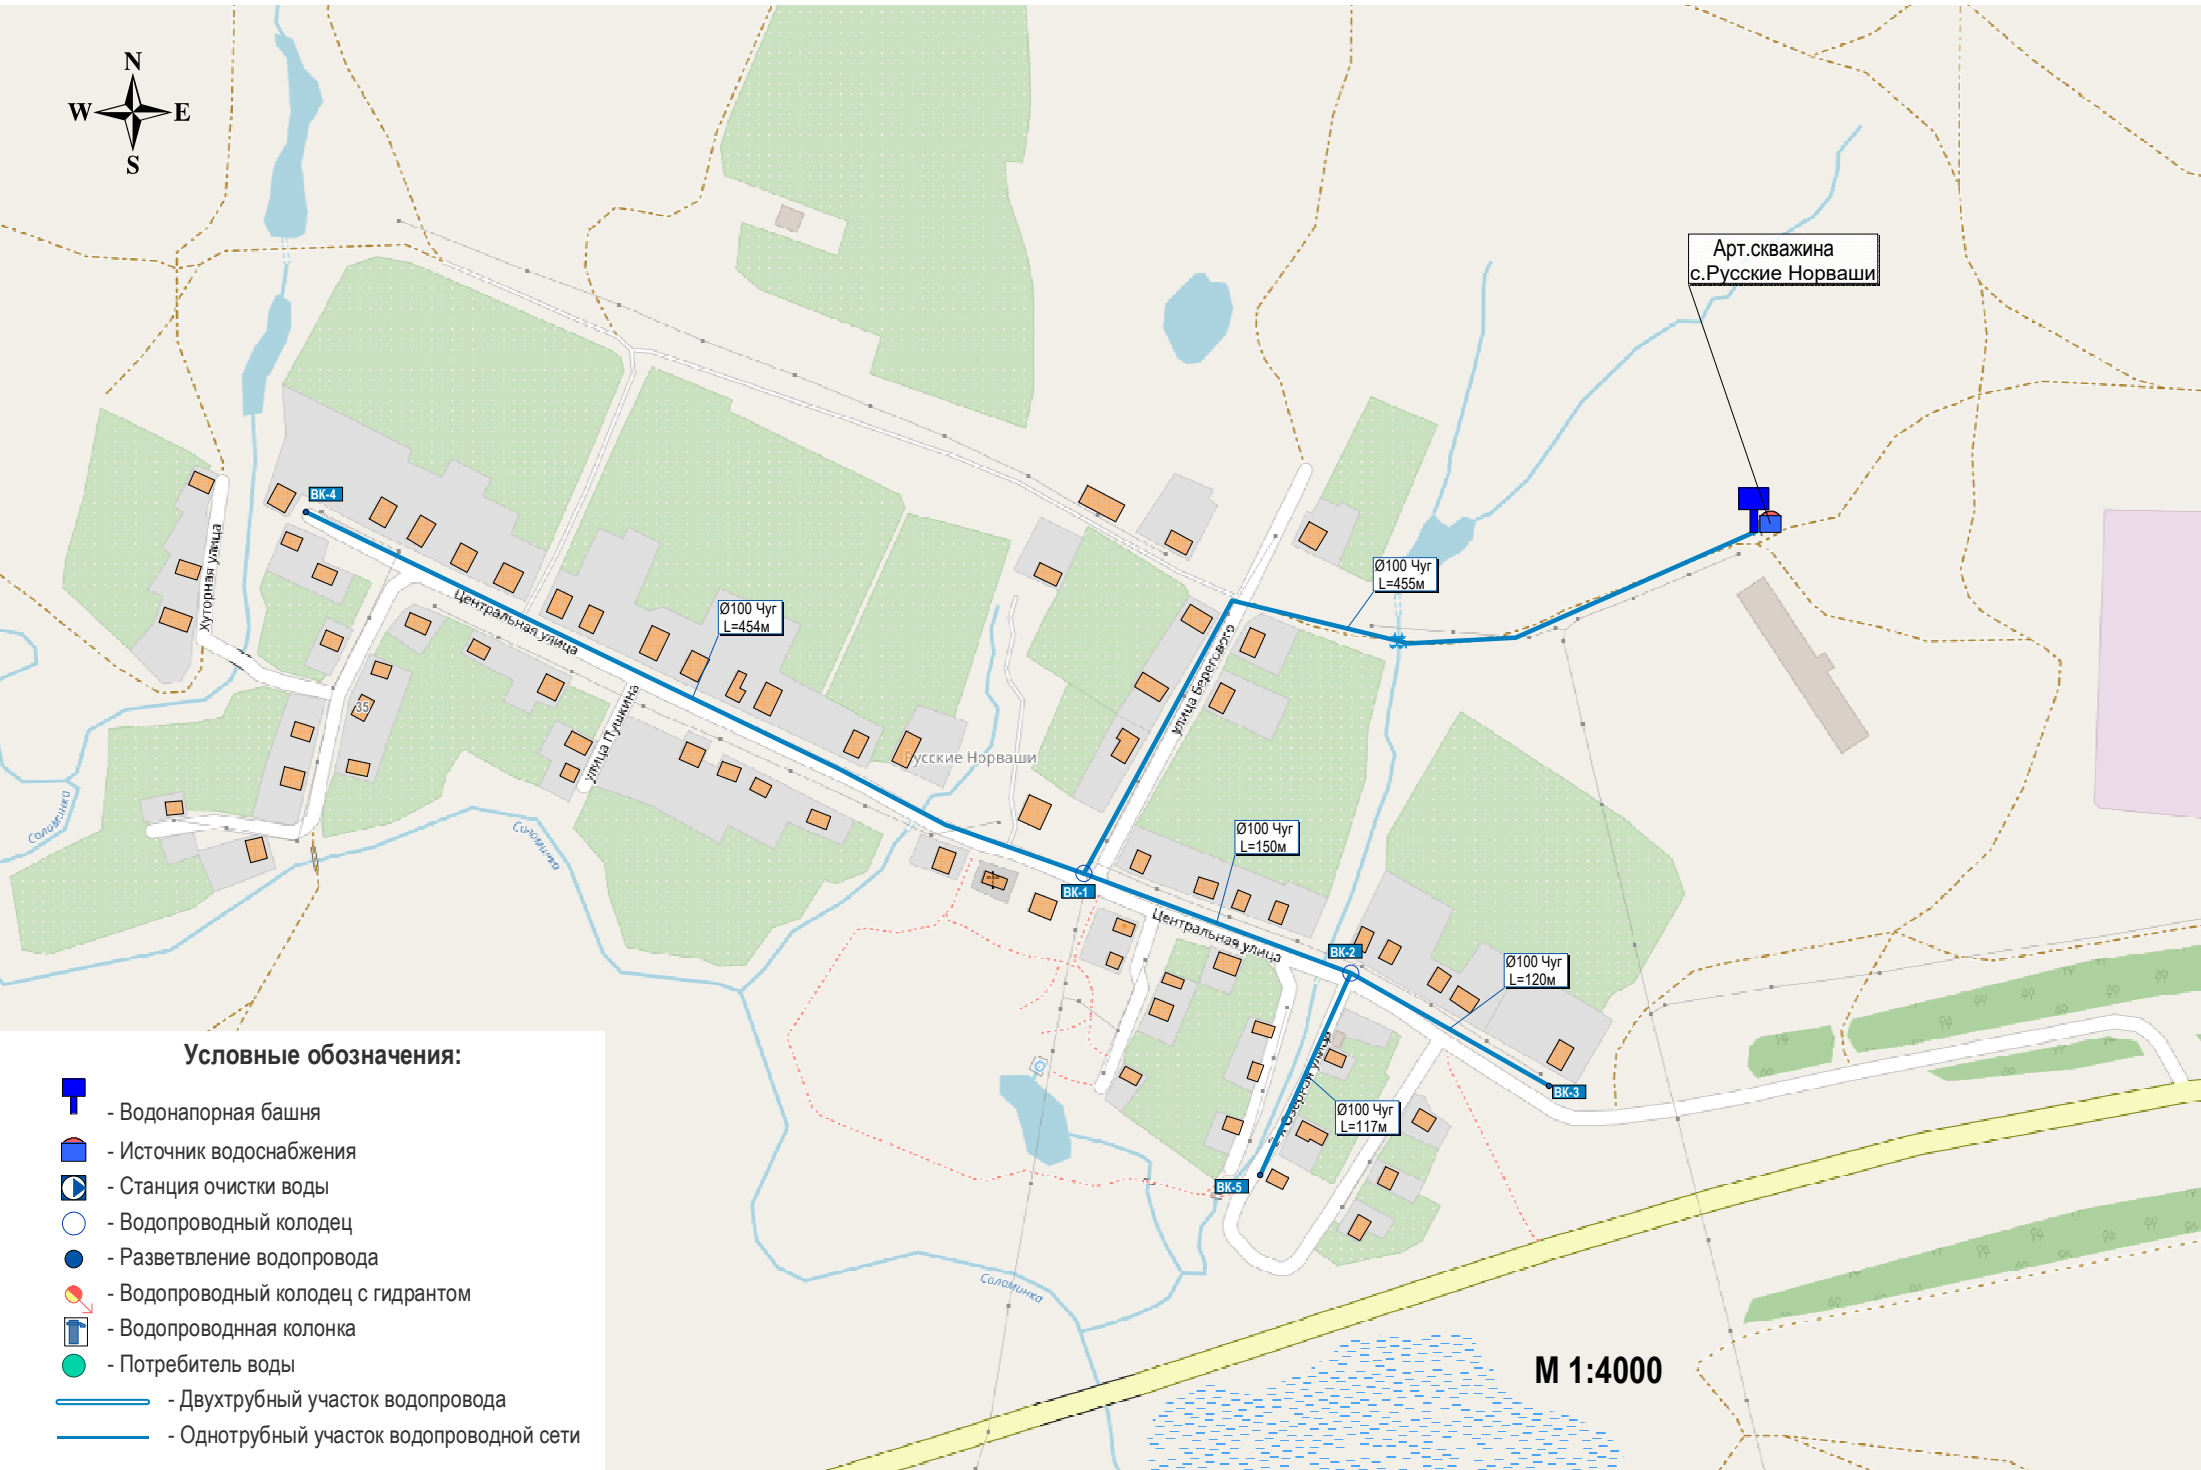 N
W E
S
Арт.скважина
с.Русские Норваши
ВК-4
Хуторная улица
Центральная улица
Ø100 Чуг
L=454м
Ø100 Чуг
L=455м
улица Берегового
улица Пушкина
35
Русские Норваши
Соломинка
Соломинка
Ø100 Чуг
L=150м
ВК-1
Центральная улица
ВК-2
Ø100 Чуг
L=120м
ВК-3
Озерная улица
Ø100 Чуг
L=117м
ВК-5
Соломинка
М 1:4000
Условные обозначения:
- Водонапорная башня
- Источник водоснабжения
- Станция очистки воды
- Водопроводный колодец
- Разветвление водопровода
- Водопроводный колодец с гидрантом
- Водопроводнная колонка
- Потребитель воды
- Двухтрубный участок водопровода
- Однотрубный участок водопроводной сети